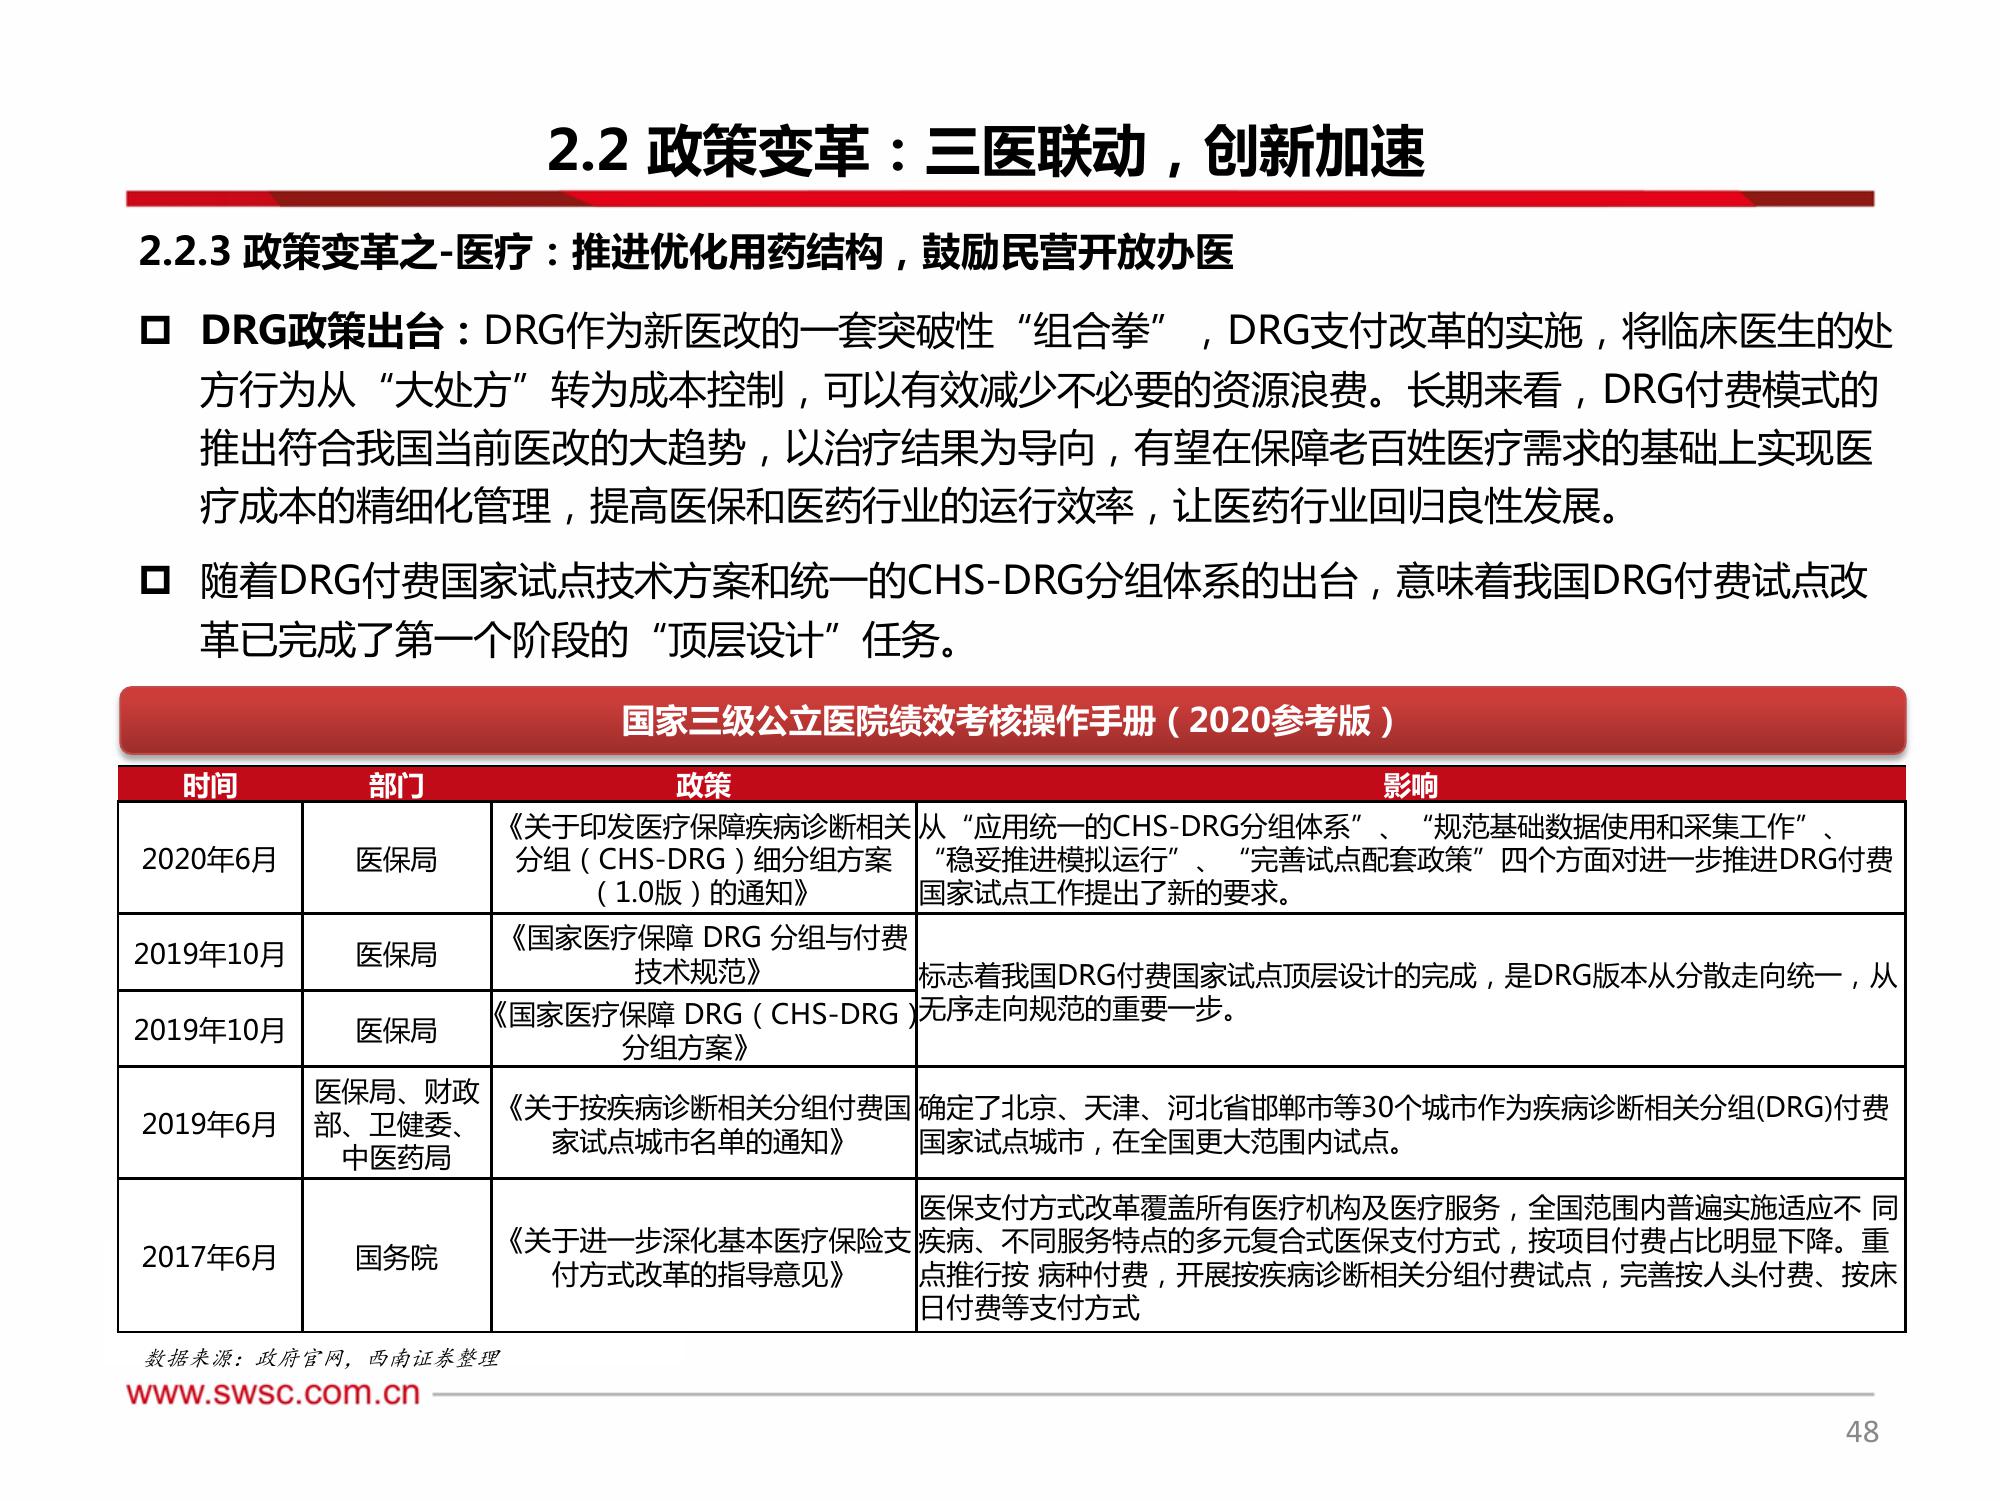 2.2 政策变革：三医联动，创新加速
2.2.3 政策变革之-医疗：推进优化用药结构，鼓励民营开放办医
DRG政策出台：DRG作为新医改的一套突破性“组合拳”，DRG支付改革的实施，将临床医生的处
方行为从“大处方”转为成本控制，可以有效减少不必要的资源浪费。长期来看，DRG付费模式的
推出符合我国当前医改的大趋势，以治疗结果为导向，有望在保障老百姓医疗需求的基础上实现医
疗成本的精细化管理，提高医保和医药行业的运行效率，让医药行业回归良性发展。
随着DRG付费国家试点技术方案和统一的CHS-DRG分组体系的出台，意味着我国DRG付费试点改
革已完成了第一个阶段的“顶层设计”任务。
国家三级公立医院绩效考核操作手册（2020参考版）
时间 部门 政策 影响
2020年6月
医保局
《关于印发医疗保障疾病诊断相关
分组（CHS-DRG）细分组方案
（1.0版）的通知》
从“应用统一的CHS-DRG分组体系”、“规范基础数据使用和采集工作”、
“稳妥推进模拟运行”、“完善试点配套政策”四个方面对进一步推进DRG付费
国家试点工作提出了新的要求。
2019年10月
医保局
《国家医疗保障 DRG 分组与付费
技术规范》
标志着我国DRG付费国家试点顶层设计的完成，是DRG版本从分散走向统一，从
无序走向规范的重要一步。
2019年10月
医保局
《国家医疗保障 DRG（CHS-DRG）
分组方案》
2019年6月
医保局、财政
部、卫健委、
中医药局
《关于按疾病诊断相关分组付费国
家试点城市名单的通知》
确定了北京、天津、河北省邯郸市等30个城市作为疾病诊断相关分组(DRG)付费
国家试点城市，在全国更大范围内试点。
2017年6月
国务院
《关于进一步深化基本医疗保险支
付方式改革的指导意见》
医保支付方式改革覆盖所有医疗机构及医疗服务，全国范围内普遍实施适应不 同
疾病、不同服务特点的多元复合式医保支付方式，按项目付费占比明显下降。重
点推行按 病种付费，开展按疾病诊断相关分组付费试点，完善按人头付费、按床
日付费等支付方式
数据来源：政府官网，西南证券整理
www.swsc.com.cn
48